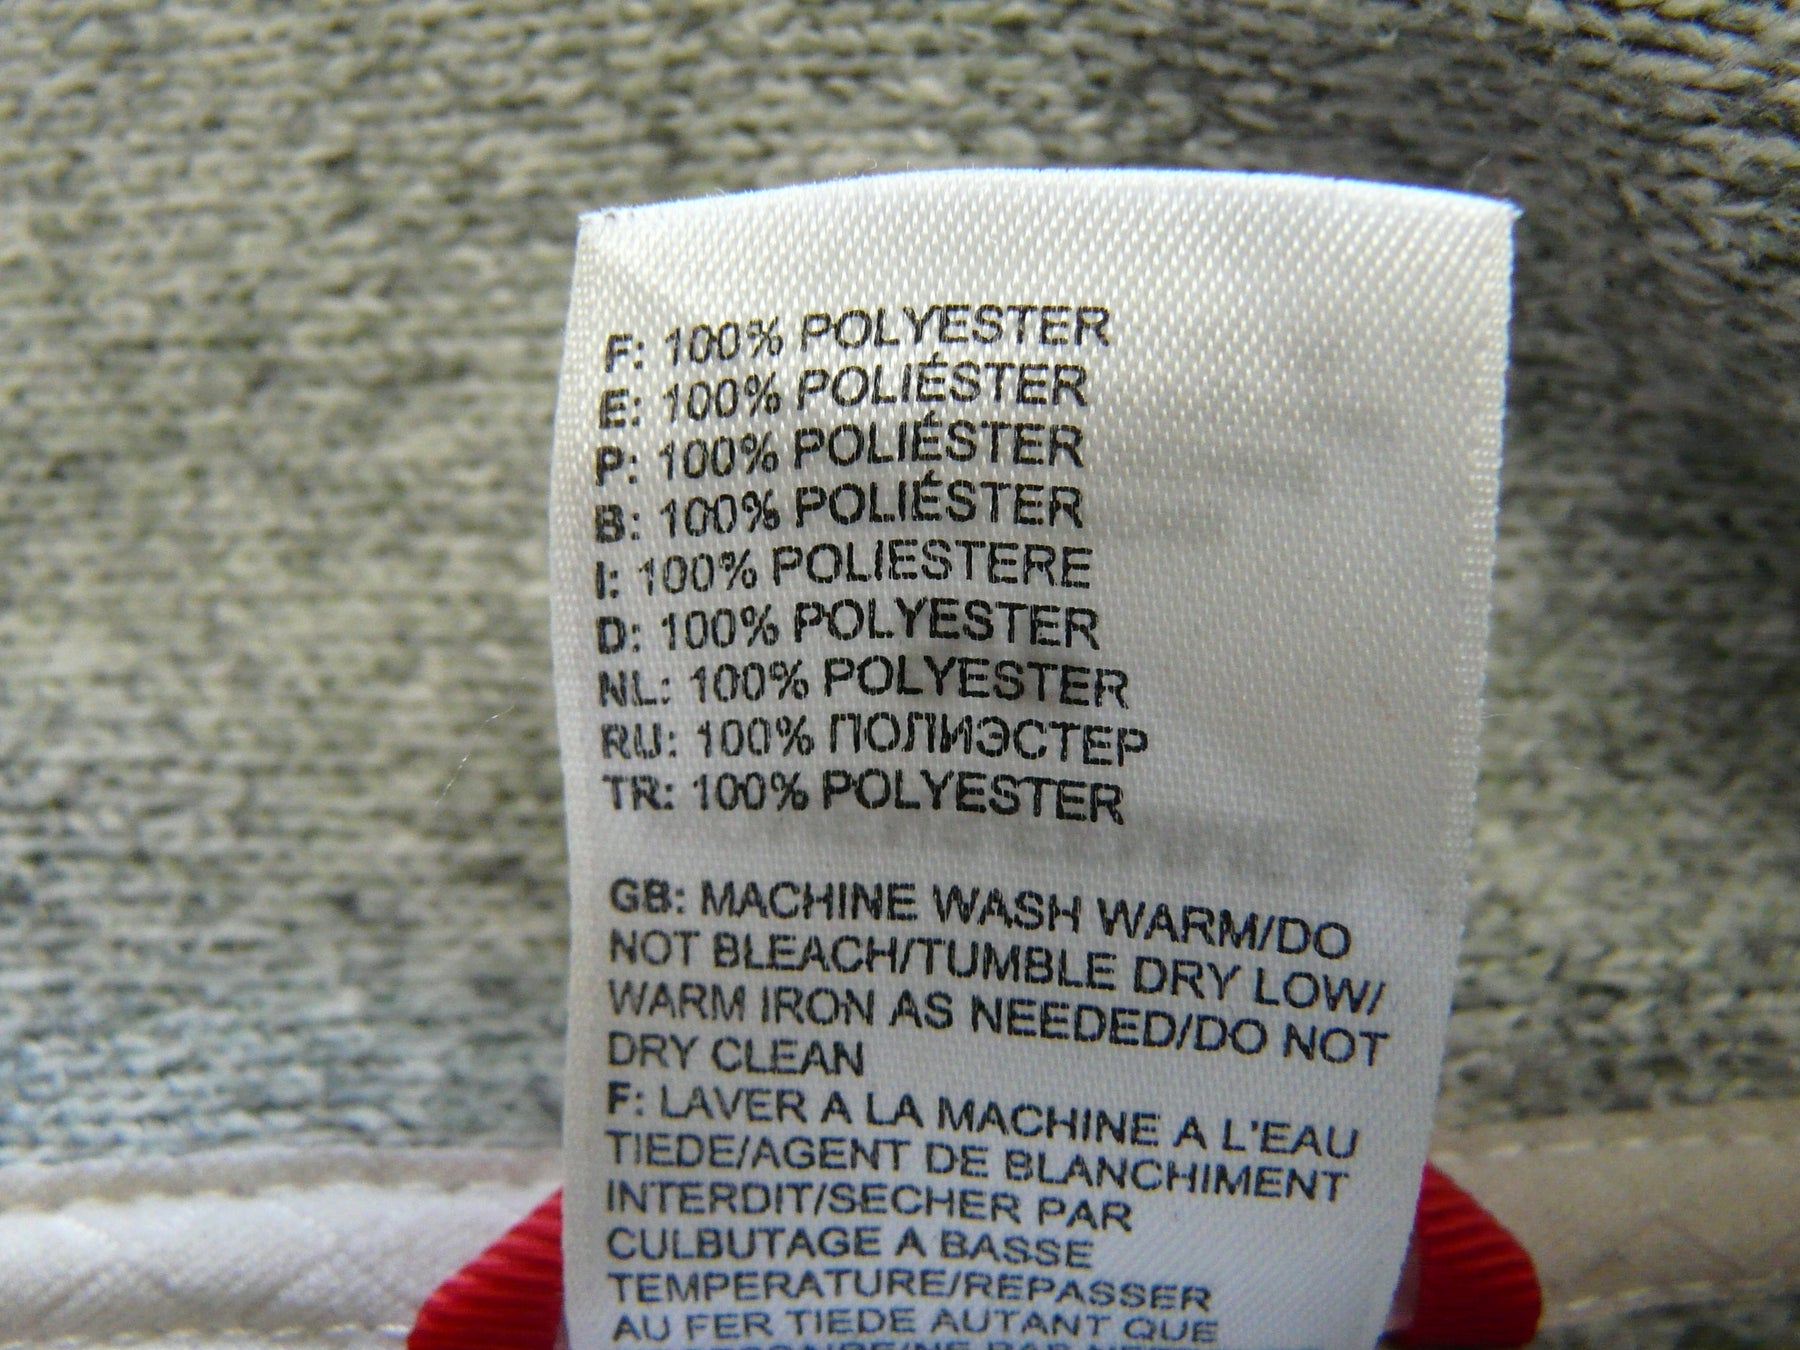 F: 100% POLYESTER
E: 100% POLIÉSTER
P: 100% POLIÉSTER
B: 100% POLIÉSTER
I: 100% POLIESTERE
D: 100% POLYESTER
NL: 100% POLYESTER
RU: 100% ПОЛИЭСТЕР
TR: 100% POLYESTER
GB: MACHINE WASH WARM/DO
NOT BLEACH/TUMBLE DRY LOW/
WARM IRON AS NEEDED/DO NOT
DRY CLEAN
F: LAVER A LA MACHINE A L'EAU
TIEDE/AGENT DE BLANCHIMENT
INTERDIT/SECHER PAR
CULBUTAGE A BASSE
TEMPERATURE/REPASSER
AU FER TIEDE AUTANT QUE